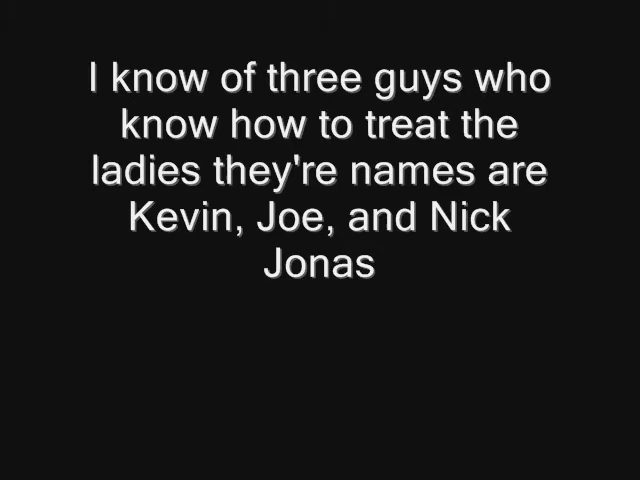 I know of three guys who
know how to treat the
ladies they're names are
Kevin, Joe, and Nick
Jonas